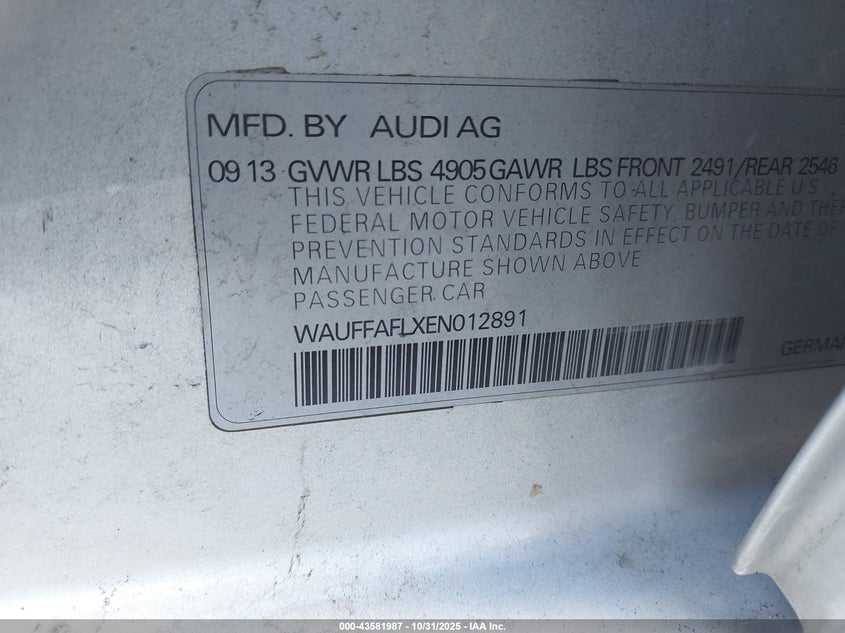 MFD. BY AUDI AG
09 13 GVWR LBS 4905 GAWR LBS FRONT 2491/REAR 2546
THIS VEHICLE CONFORMS TO ALL APPLICABLE U S
FEDERAL MOTOR VEHICLE SAFETY, BUMPER AND
PREVENTION STANDARDS IN EFFECT ON THE DATE OF
MANUFACTURE SHOWN ABOVE
PASSENGER CAR
WAUFFAFLXEN012891
000-43581987 - 10/31/2025 - IAA Inc.